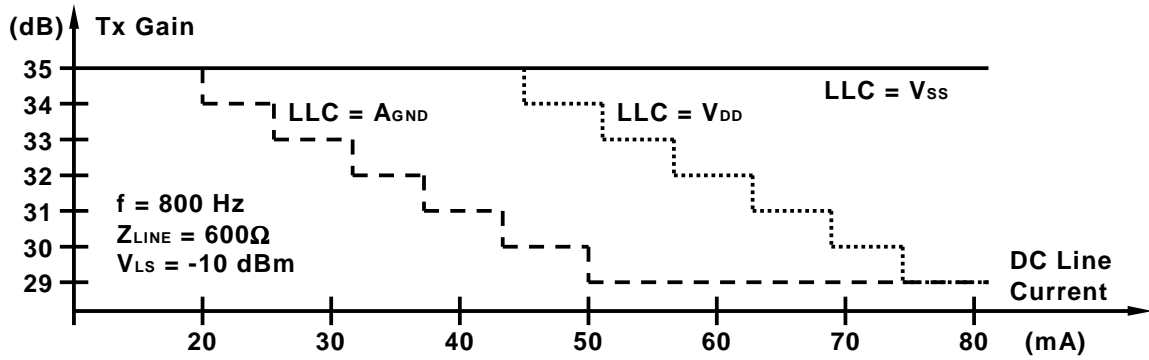 (dB) Tx Gain
35
34
33
32
31
30
29
LLC = AGND
LLC = VDD
LLC = VSS
f = 800 Hz
ZLINE = 600Ω
VLS = -10 dBm
DC Line
Current
20 30 40 50 60 70 80 (mA)